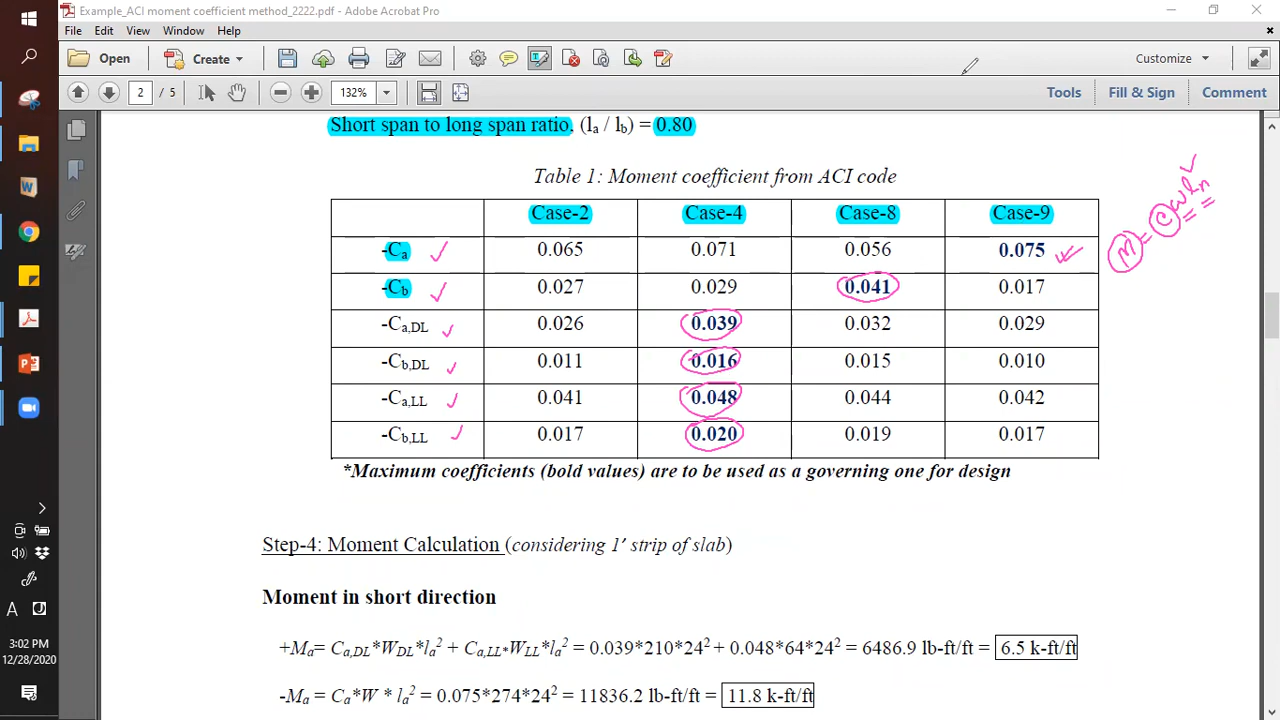 Example_ACI moment coefficient method_2222.pdf - Adobe Acrobat Pro
File Edit View Window Help
Open Create Customize
2 / 5 132% Tools Fill & Sign Comment
Short span to long span ratio. (la / lb) = 0.80
Table 1: Moment coefficient from ACI code
Case-2 Case-4 Case-8 Case-9
-Ca 0.065 0.071 0.056 0.075
-Cb 0.027 0.029 0.041 0.017
-Ca,DL 0.026 0.039 0.032 0.029
-Cb,DL 0.011 0.016 0.015 0.010
-Ca,LL 0.041 0.048 0.044 0.042
-Cb,LL 0.017 0.020 0.019 0.017
M = C w ln
*Maximum coefficients (bold values) are to be used as a governing one for design
Step-4: Moment Calculation (considering 1' strip of slab)
Moment in short direction
+Ma= Ca,DL*WDL*la² + Ca,LL*WLL*la² = 0.039*210*24² + 0.048*64*24² = 6486.9 lb-ft/ft = 6.5 k-ft/ft
-Ma = Ca*W * la² = 0.075*274*24² = 11836.2 lb-ft/ft = 11.8 k-ft/ft
A
3:02 PM
12/28/2020